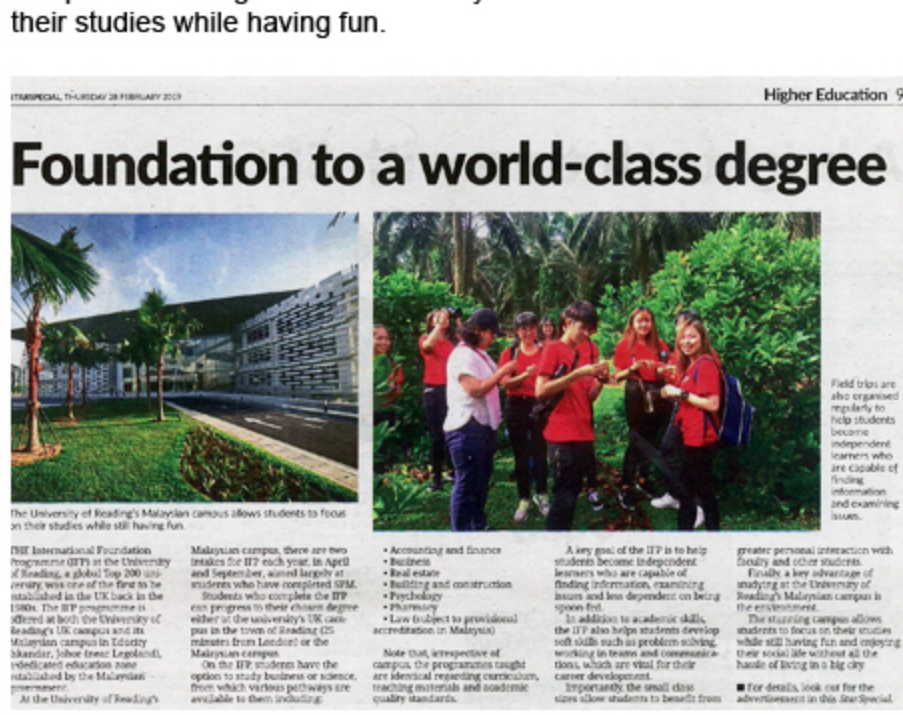 their studies while having fun.
STARSPECIAL, THURSDAY 28 FEBRUARY 2019
Higher Education 9
Foundation to a world-class degree
The University of Reading's Malaysian campus allows students to focus
on their studies while still having fun.
Field trips are
also organised
regularly to
help students
become
independent
learners who
are capable of
finding
information
and examining
issues.
THE International Foundation
Programme (IFP) at the University
of Reading, a global Top 200 uni-
versity, was one of the first to be
established in the UK back in the
1980s. The IFP programme is
offered at both the University of
Reading's UK campus and its
Malaysian campus in Educity
Iskandar, Johor (near Legoland),
a dedicated education zone
established by the Malaysian
government.
At the University of Reading's
Malaysian campus, there are two
intakes for IFP each year, in April
and September, aimed largely at
students who have completed SPM.
Students who complete the IFP
can progress to their chosen degree
either at the university's UK cam-
pus in the town of Reading (25
minutes from London) or the
Malaysian campus.
On the IFP, students have the
option to study business or science,
from which various pathways are
available to them including:
• Accounting and finance
• Business
• Real estate
• Building and construction
• Psychology
• Pharmacy
• Law (subject to provisional
accreditation in Malaysia)
Note that, irrespective of
campus, the programmes taught
are identical regarding curriculum,
teaching materials and academic
quality standards.
A key goal of the IFP is to help
students become independent
learners who are capable of
finding information, examining
issues and less dependent on being
spoon-fed.
In addition to academic skills,
the IFP also helps students develop
soft skills such as problem solving,
working in teams and communica-
tions, which are vital for their
career development.
Importantly, the small class
sizes allow students to benefit from
greater personal interaction with
faculty and other students.
Finally, a key advantage of
studying at the University of
Reading's Malaysian campus is
the environment.
The stunning campus allows
students to focus on their studies
while still having fun and enjoying
their social life without all the
hassle of living in a big city.
■ For details, look out for the
advertisement in this StarSpecial.